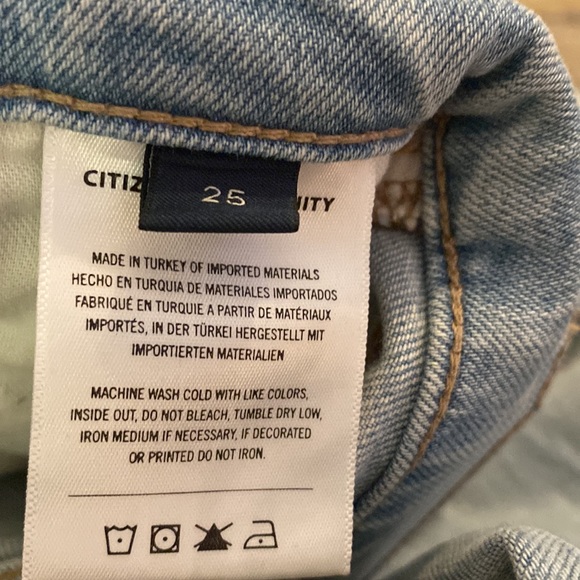 CITIZ
25
ITY
MADE IN TURKEY OF IMPORTED MATERIALS
HECHO EN TURQUIA DE MATERIALES IMPORTADOS
FABRIQUÉ EN TURQUIE A PARTIR DE MATÉRIAUX
IMPORTÉS, IN DER TÜRKEI HERGESTELLT MIT
IMPORTIERTEN MATERIALIEN
MACHINE WASH COLD WITH LIKE COLORS,
INSIDE OUT, DO NOT BLEACH, TUMBLE DRY LOW,
IRON MEDIUM IF NECESSARY, IF DECORATED
OR PRINTED DO NOT IRON.